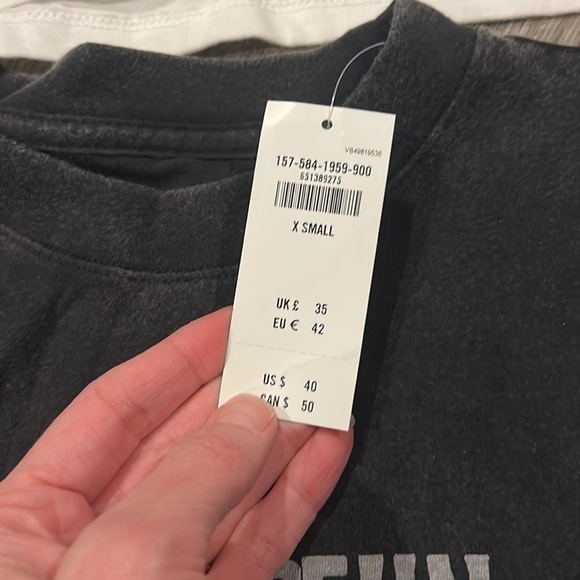 VB49819536
157-584-1959-900
651389275
X SMALL
UK £ 35
EU € 42
US $ 40
CAN $ 50